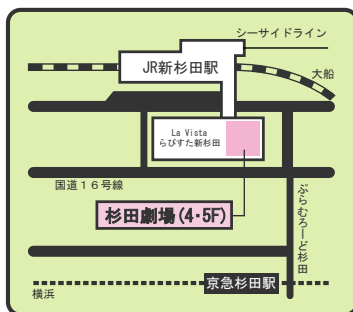 シーサイドライン
JR新杉田駅
大船
La Vista
らびすた新杉田
国道16号線
杉田劇場(4・5F)
ぷらむろーど杉田
京急杉田駅
横浜